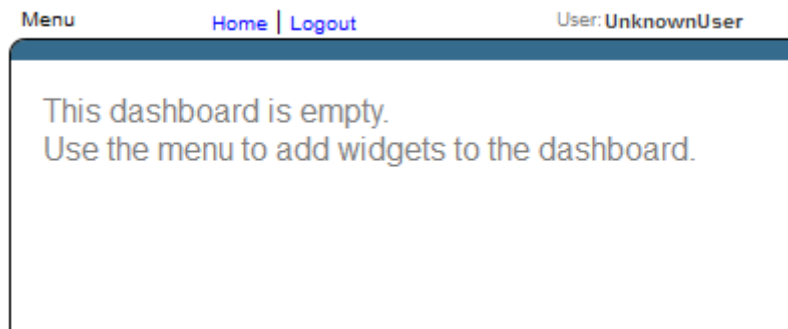 Menu Home | Logout User: UnknownUser
This dashboard is empty.
Use the menu to add widgets to the dashboard.